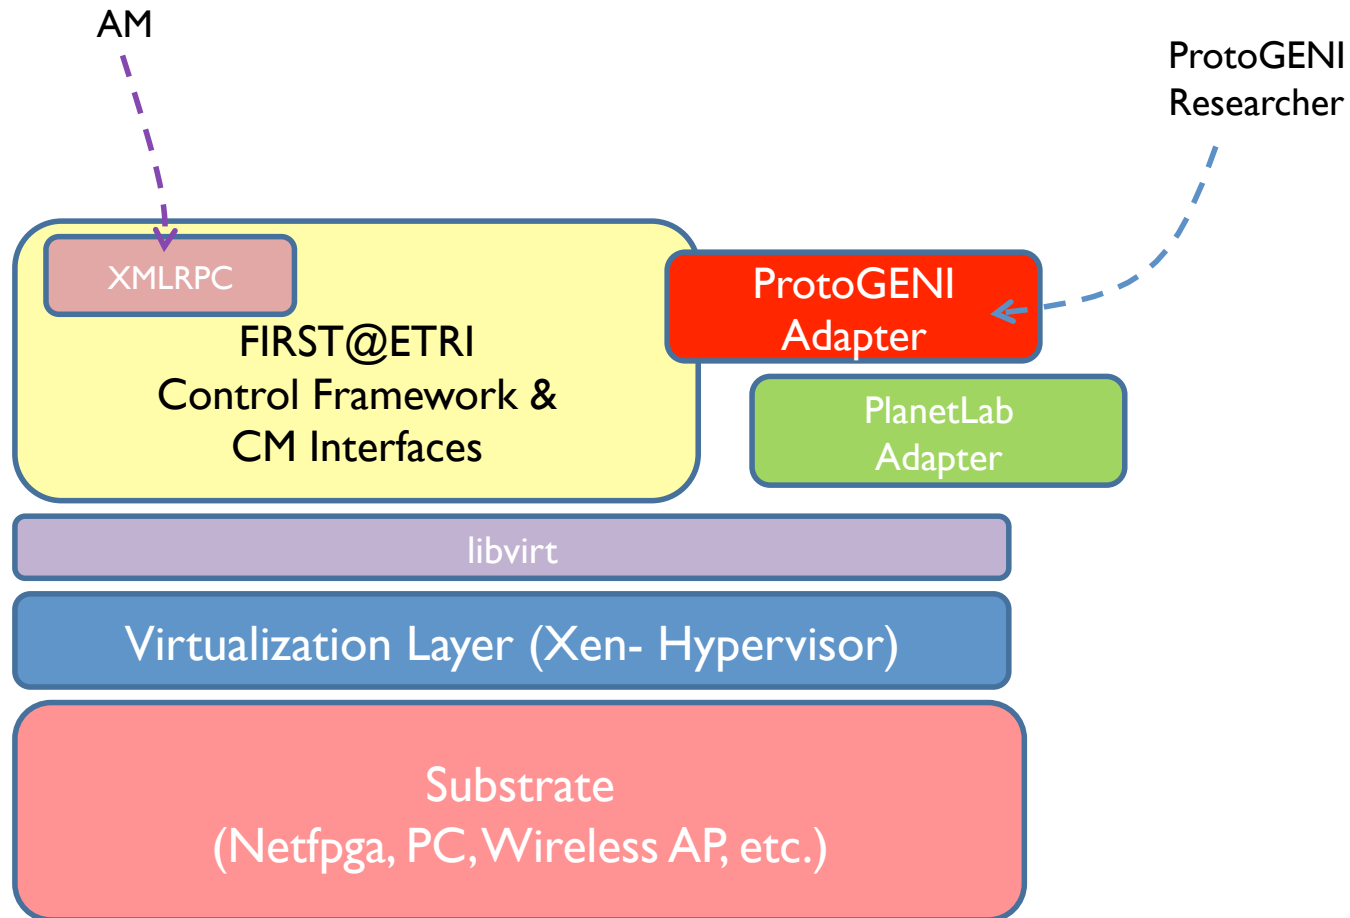 AM
ProtoGENI
Researcher
XMLRPC
FIRST@ETRI
Control Framework &
CM Interfaces
ProtoGENI
Adapter
PlanetLab
Adapter
libvirt
Virtualization Layer (Xen- Hypervisor)
Substrate
(Netfpga, PC, Wireless AP, etc.)